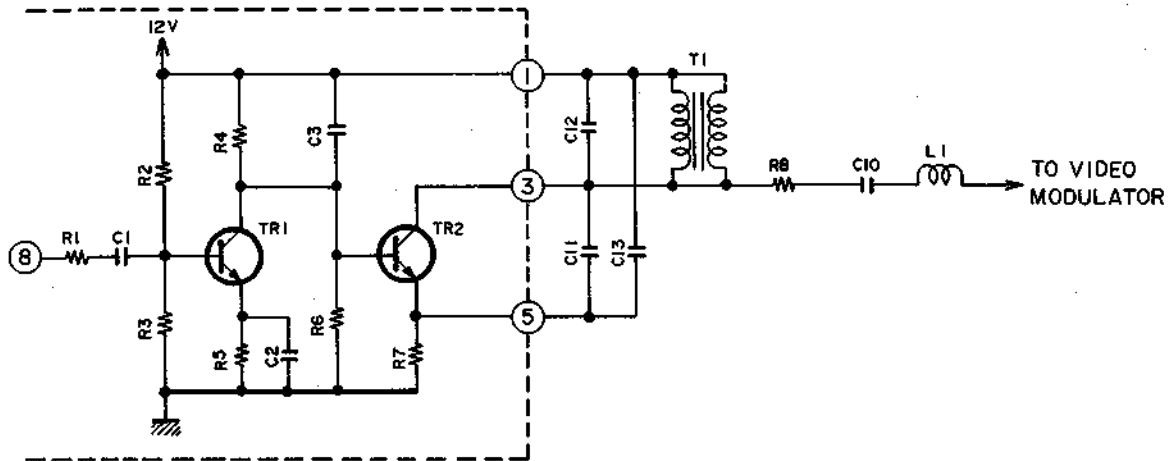 12V
1
T1
R4
C3
C12
R2
3
R8
C10
L1
TO VIDEO
MODULATOR
TR1
TR2
8
R1
C1
C11
C13
R3
R5
C2
R6
R7
5